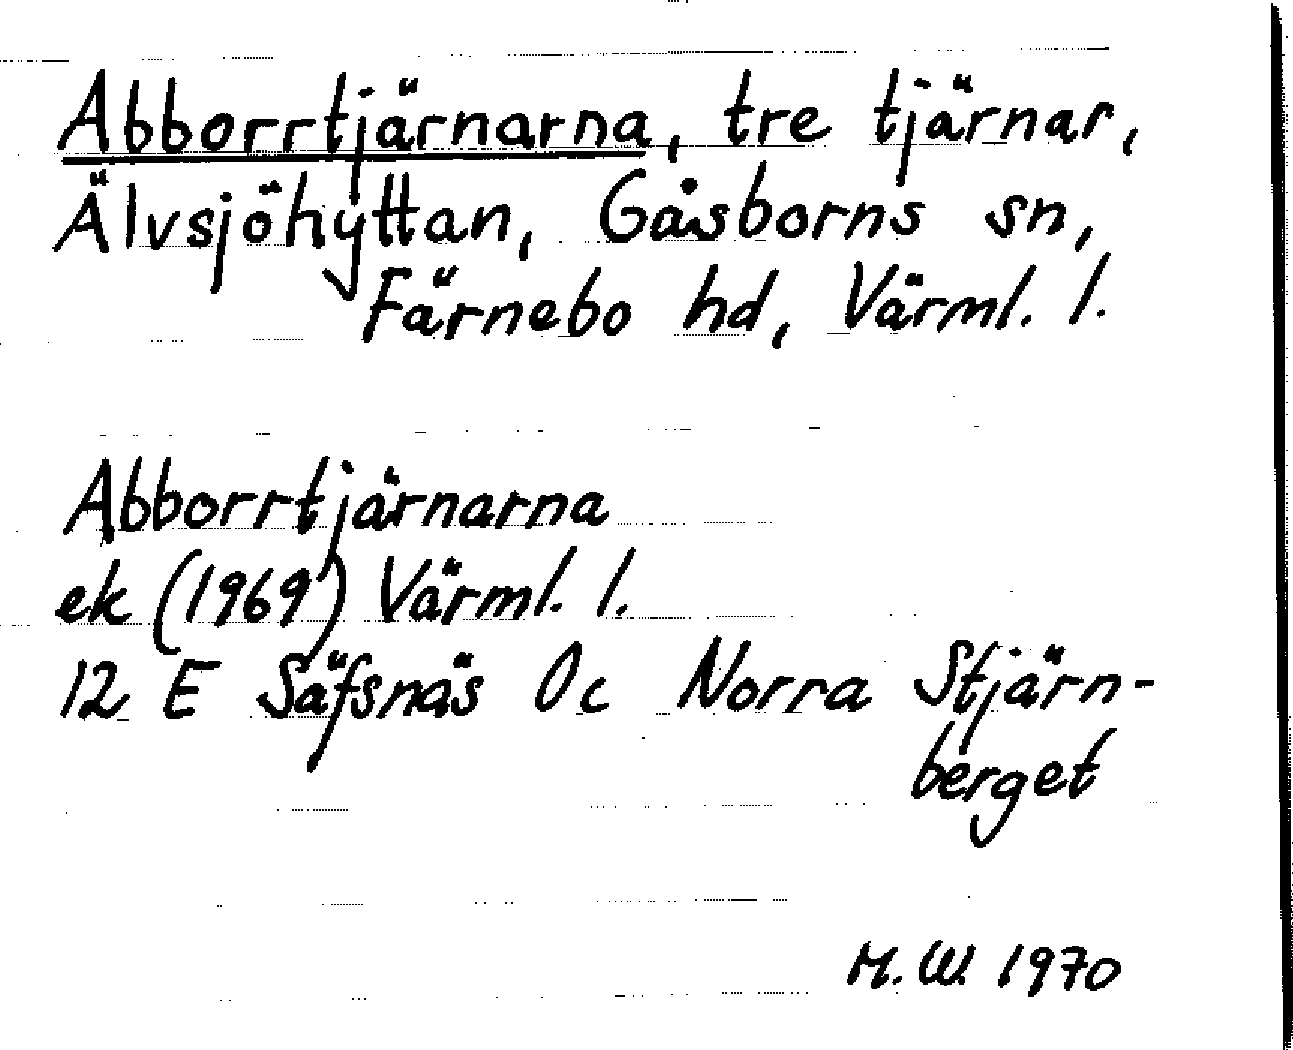 Abborrtjärnarna, tre tjärnar,
Älvsjöhyttan, Gåsborns sn,
Färnebo hd, Värml. l.
Abborrtjärnarna
ek (1969) Värml. l.
12 E Säfsnäs 0c Norra Stjärn-
berget
M.W. 1970